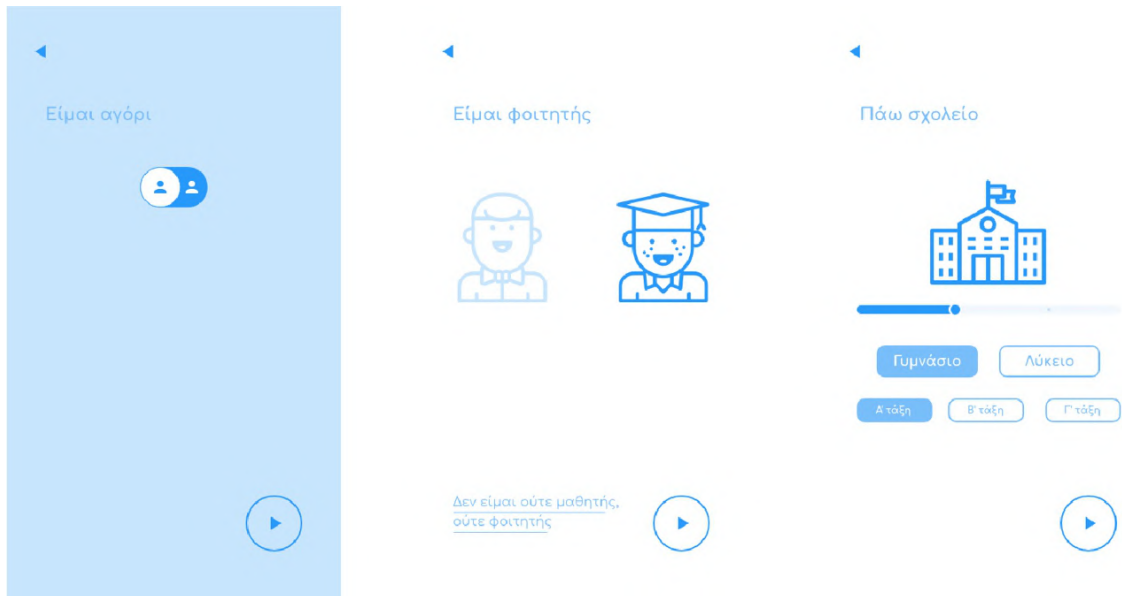 Είμαι αγόρι
Είμαι φοιτητής
Δεν είμαι ούτε μαθητής,
ούτε φοιτητής
Πάω σχολείο
Γυμνάσιο
Λύκειο
Α' τάξη
Β' τάξη
Γ' τάξη